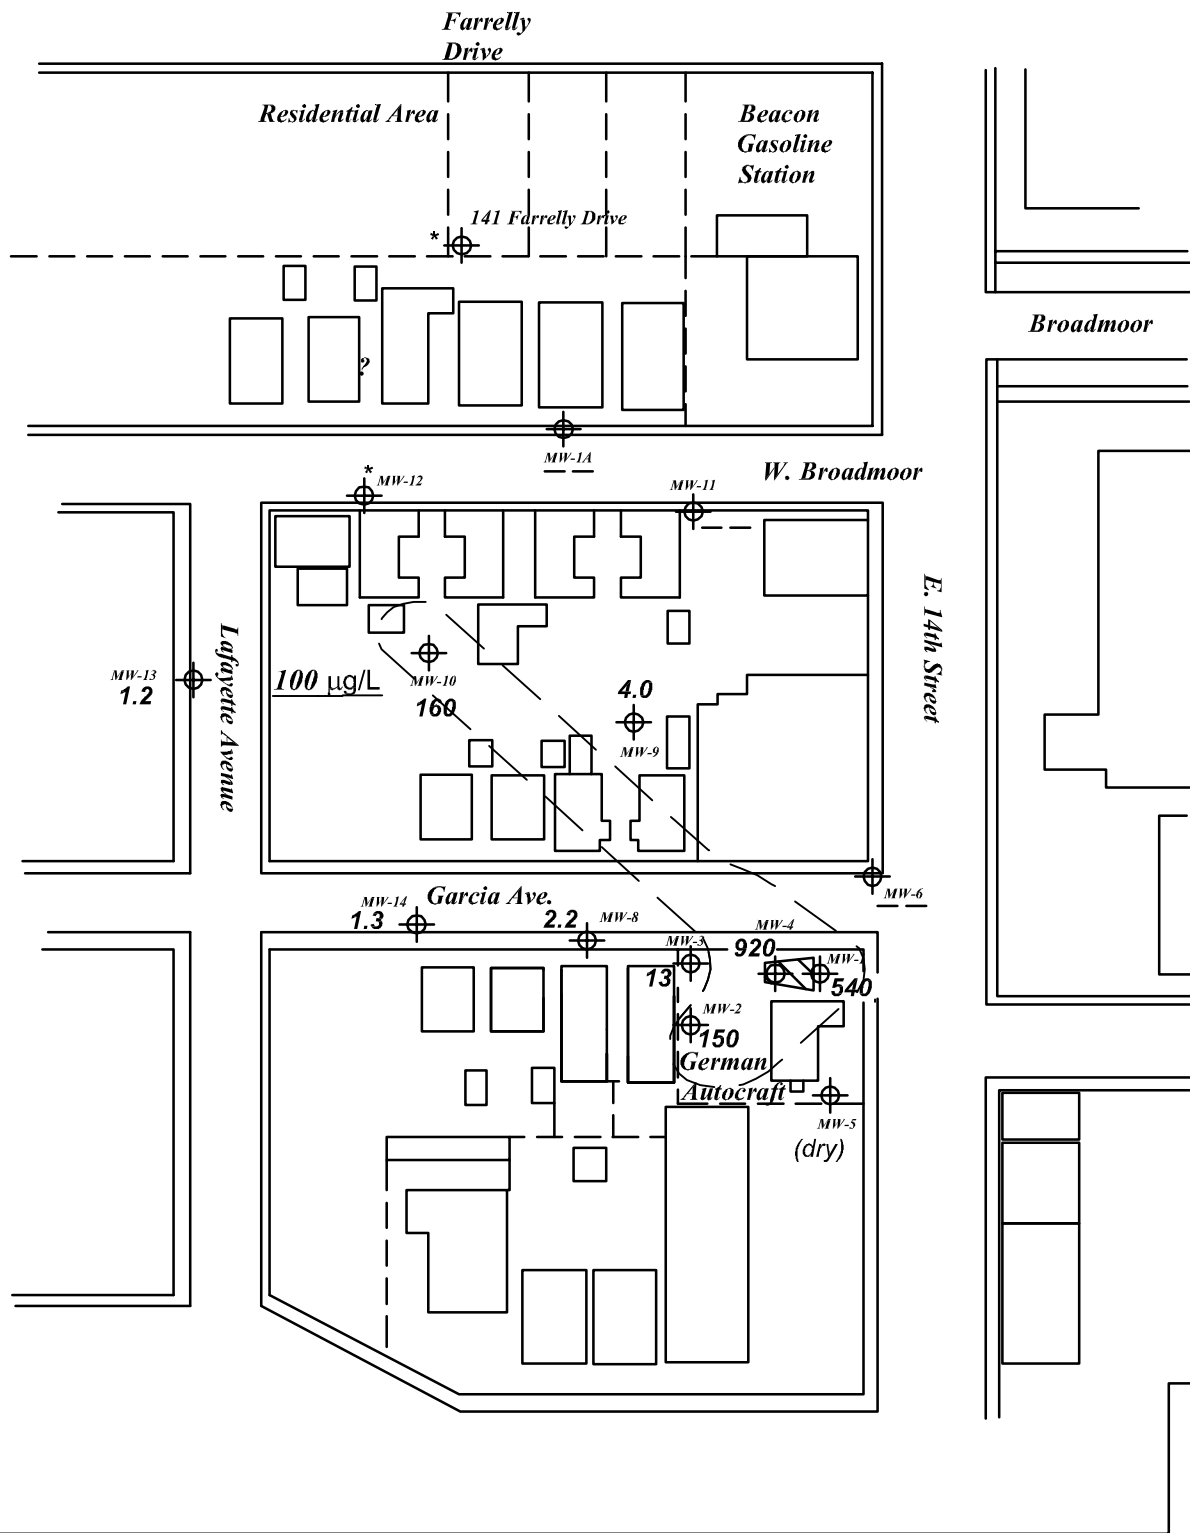 Farrelly
Drive
Residential Area
Beacon
Gasoline
Station
141 Farrelly Drive
*
Broadmoor
?
MW-1A
W. Broadmoor
*
MW-12
MW-11
E. 14th Street
Lafayette Avenue
MW-13
1.2
100 µg/L
MW-10
160
4.0
MW-9
Garcia Ave.
MW-14
1.3
2.2
MW-8
MW-6
MW-3
13
MW-4
920
MW-1
540
MW-2
150
German
Autocraft
MW-5
(dry)